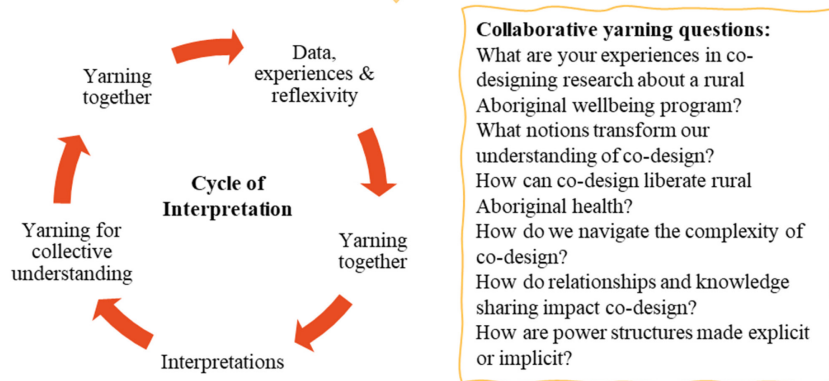 Yarning
together
Data,
experiences &
reflexivity
Yarning
together
Interpretations
Yarning for
collective
understanding
Cycle of
Interpretation
Collaborative yarning questions:
What are your experiences in co-
designing research about a rural
Aboriginal wellbeing program?
What notions transform our
understanding of co-design?
How can co-design liberate rural
Aboriginal health?
How do we navigate the complexity of
co-design?
How do relationships and knowledge
sharing impact co-design?
How are power structures made explicit
or implicit?